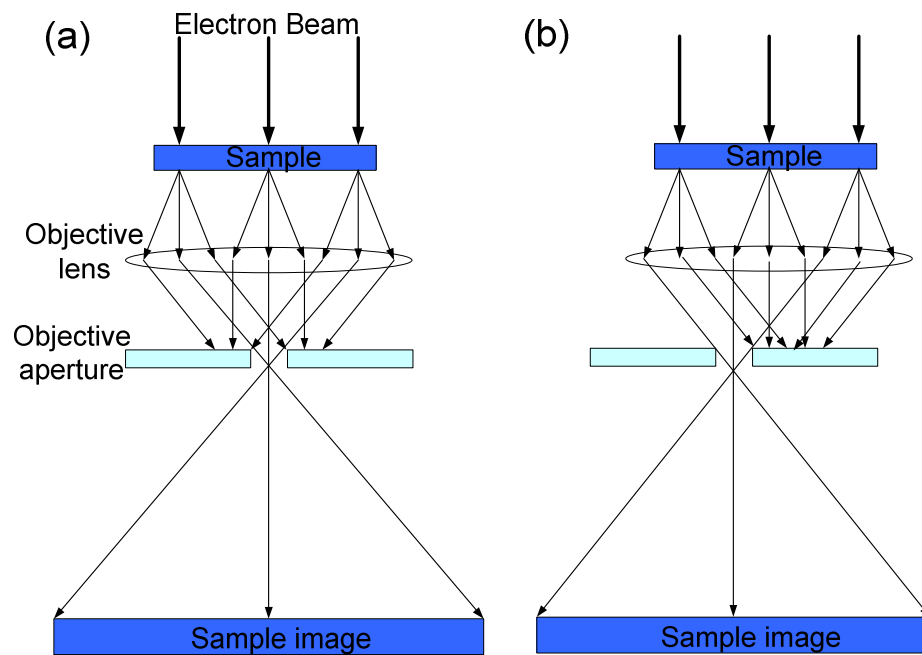 (a)
Electron Beam
Sample
Objective
lens
Objective
aperture
Sample image
(b)
Sample
Sample image